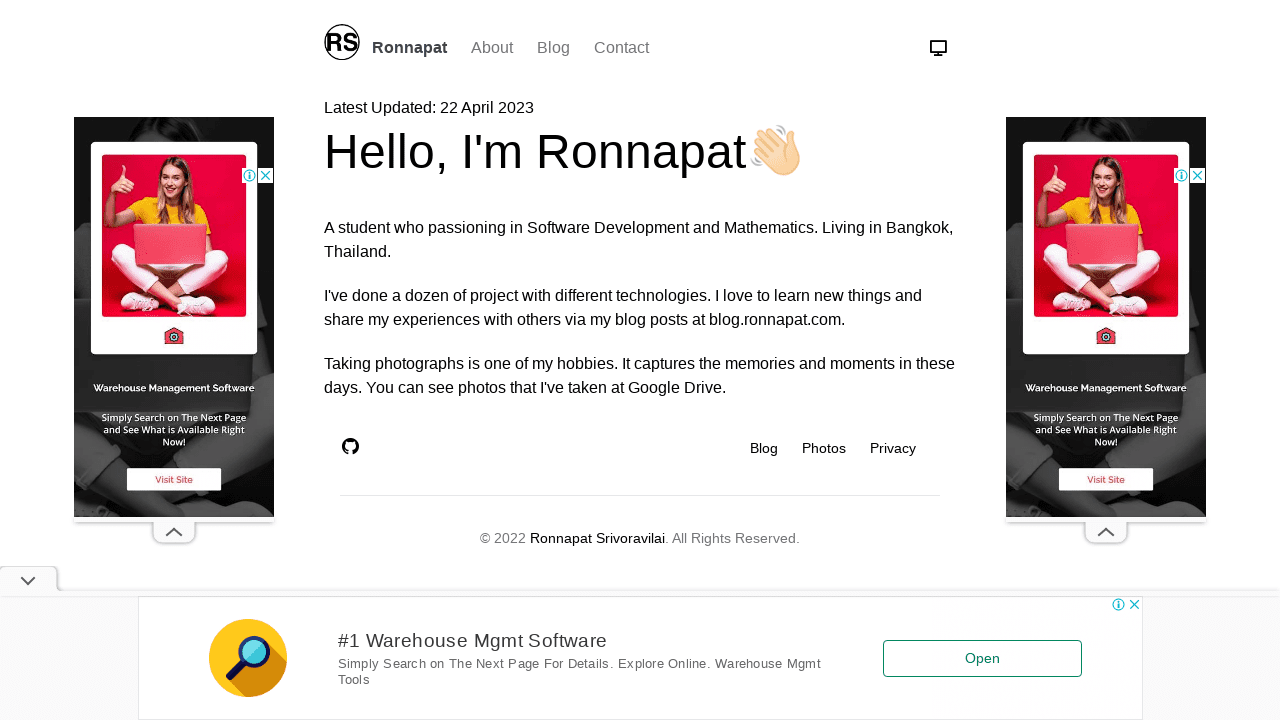 RS Ronnapat About Blog Contact
Latest Updated: 22 April 2023
Hello, I'm Ronnapat
A student who passioning in Software Development and Mathematics. Living in Bangkok,
Thailand.
I've done a dozen of project with different technologies. I love to learn new things and
share my experiences with others via my blog posts at blog.ronnapat.com.
Taking photographs is one of my hobbies. It captures the memories and moments in these
days. You can see photos that I've taken at Google Drive.
Blog Photos Privacy
© 2022 Ronnapat Srivoravilai. All Rights Reserved.
Warehouse Management Software
Simply Search on The Next Page
and See What is Available Right
Now!
Visit Site
Warehouse Management Software
Simply Search on The Next Page
and See What is Available Right
Now!
Visit Site
#1 Warehouse Mgmt Software
Simply Search on The Next Page For Details. Explore Online. Warehouse Mgmt
Tools
Open